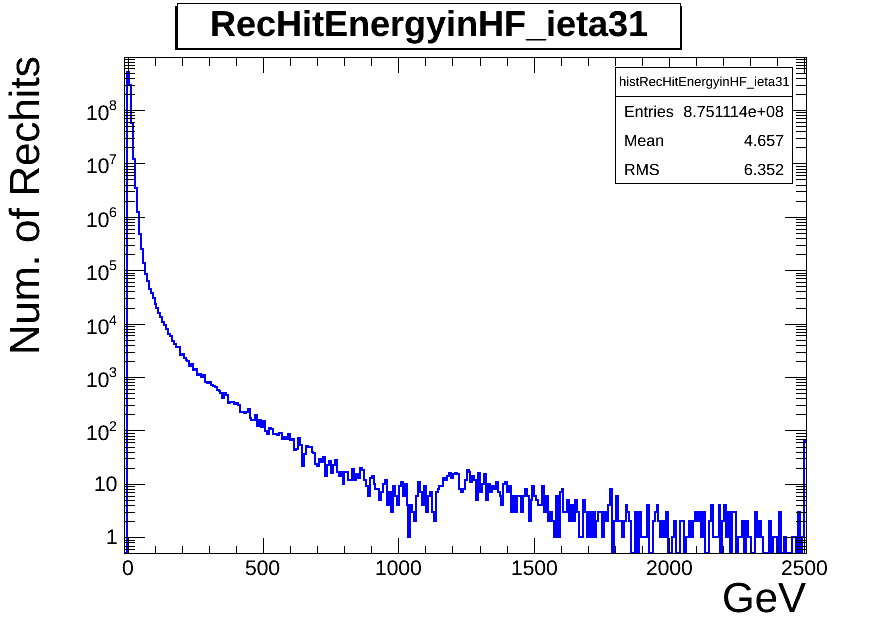 RecHitEnergyinHF_ieta31
Num. of Rechits
histRecHitEnergyinHF_ieta31
Entries 8.751114e+08
Mean 4.657
RMS 6.352
10⁸
10⁷
10⁶
10⁵
10⁴
10³
10²
10
1
0 500 1000 1500 2000 2500
GeV